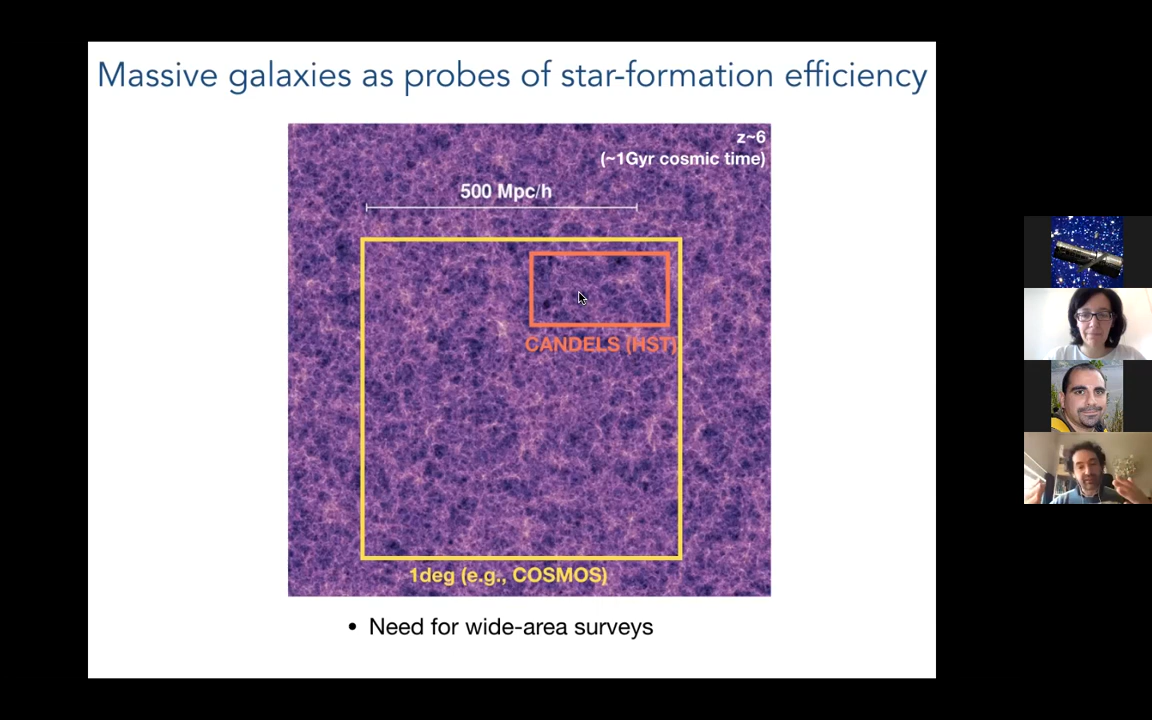 Massive galaxies as probes of star-formation efficiency
z~6
(~1Gyr cosmic time)
500 Mpc/h
CANDELS (HST)
1deg (e.g., COSMOS)
• Need for wide-area surveys